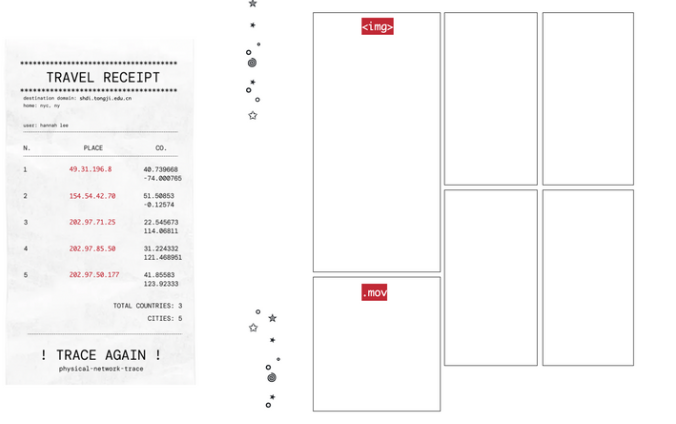 ********************************
TRAVEL RECEIPT
********************************
destination domain: shdi.tongji.edu.cn
home: nyc, ny
user: hannah lee
N. PLACE CO.
1 49.31.196.8 40.739668
-74.000765
2 154.54.42.70 51.50853
-0.12574
3 202.97.71.25 22.545673
114.06811
4 202.97.85.50 31.224332
121.468951
5 202.97.50.177 41.85583
123.92333
TOTAL COUNTRIES: 3
CITIES: 5
! TRACE AGAIN !
physical-network-trace
<img>
.mov